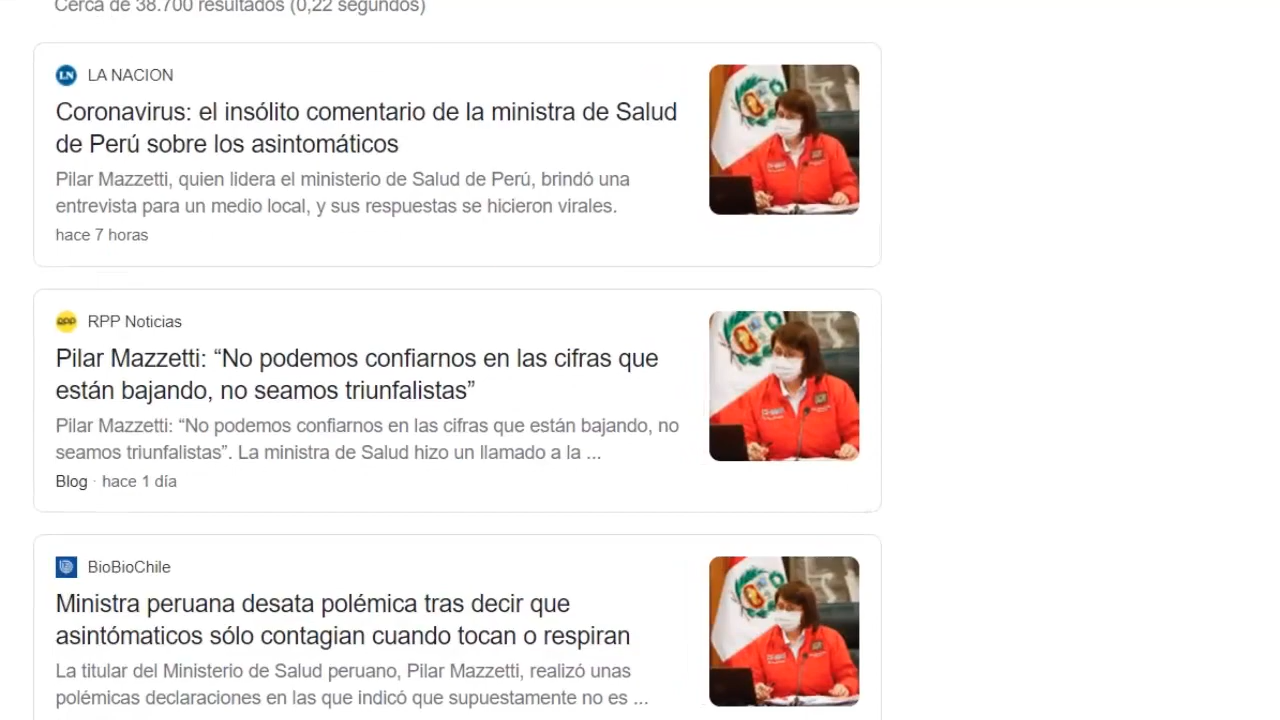 Cerca de 38.700 resultados (0,22 segundos)
LN LA NACION
Coronavirus: el insólito comentario de la ministra de Salud
de Perú sobre los asintomáticos
Pilar Mazzetti, quien lidera el ministerio de Salud de Perú, brindó una
entrevista para un medio local, y sus respuestas se hicieron virales.
hace 7 horas
RPP RPP Noticias
Pilar Mazzetti: “No podemos confiarnos en las cifras que
están bajando, no seamos triunfalistas”
Pilar Mazzetti: “No podemos confiarnos en las cifras que están bajando, no
seamos triunfalistas”. La ministra de Salud hizo un llamado a la ...
Blog · hace 1 día
BioBioChile
Ministra peruana desata polémica tras decir que
asintómaticos sólo contagian cuando tocan o respiran
La titular del Ministerio de Salud peruano, Pilar Mazzetti, realizó unas
polémicas declaraciones en las que indicó que supuestamente no es ...